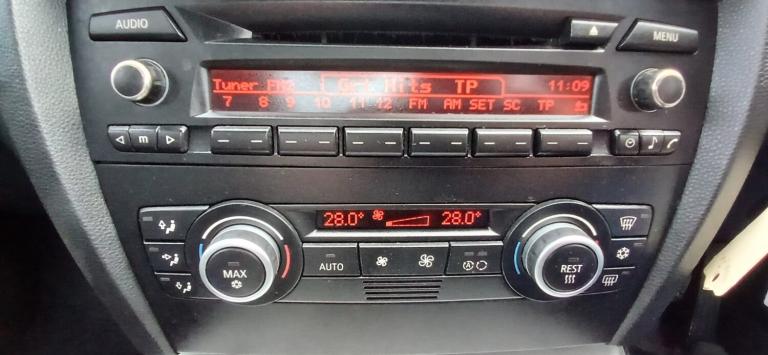 AUDIO
MENU
Tuner FM2 Grt Hits TP 11:09
7 8 9 10 11 12 FM AM SET SC TP
m
28.0° 28.0°
MAX
AUTO
A
REST